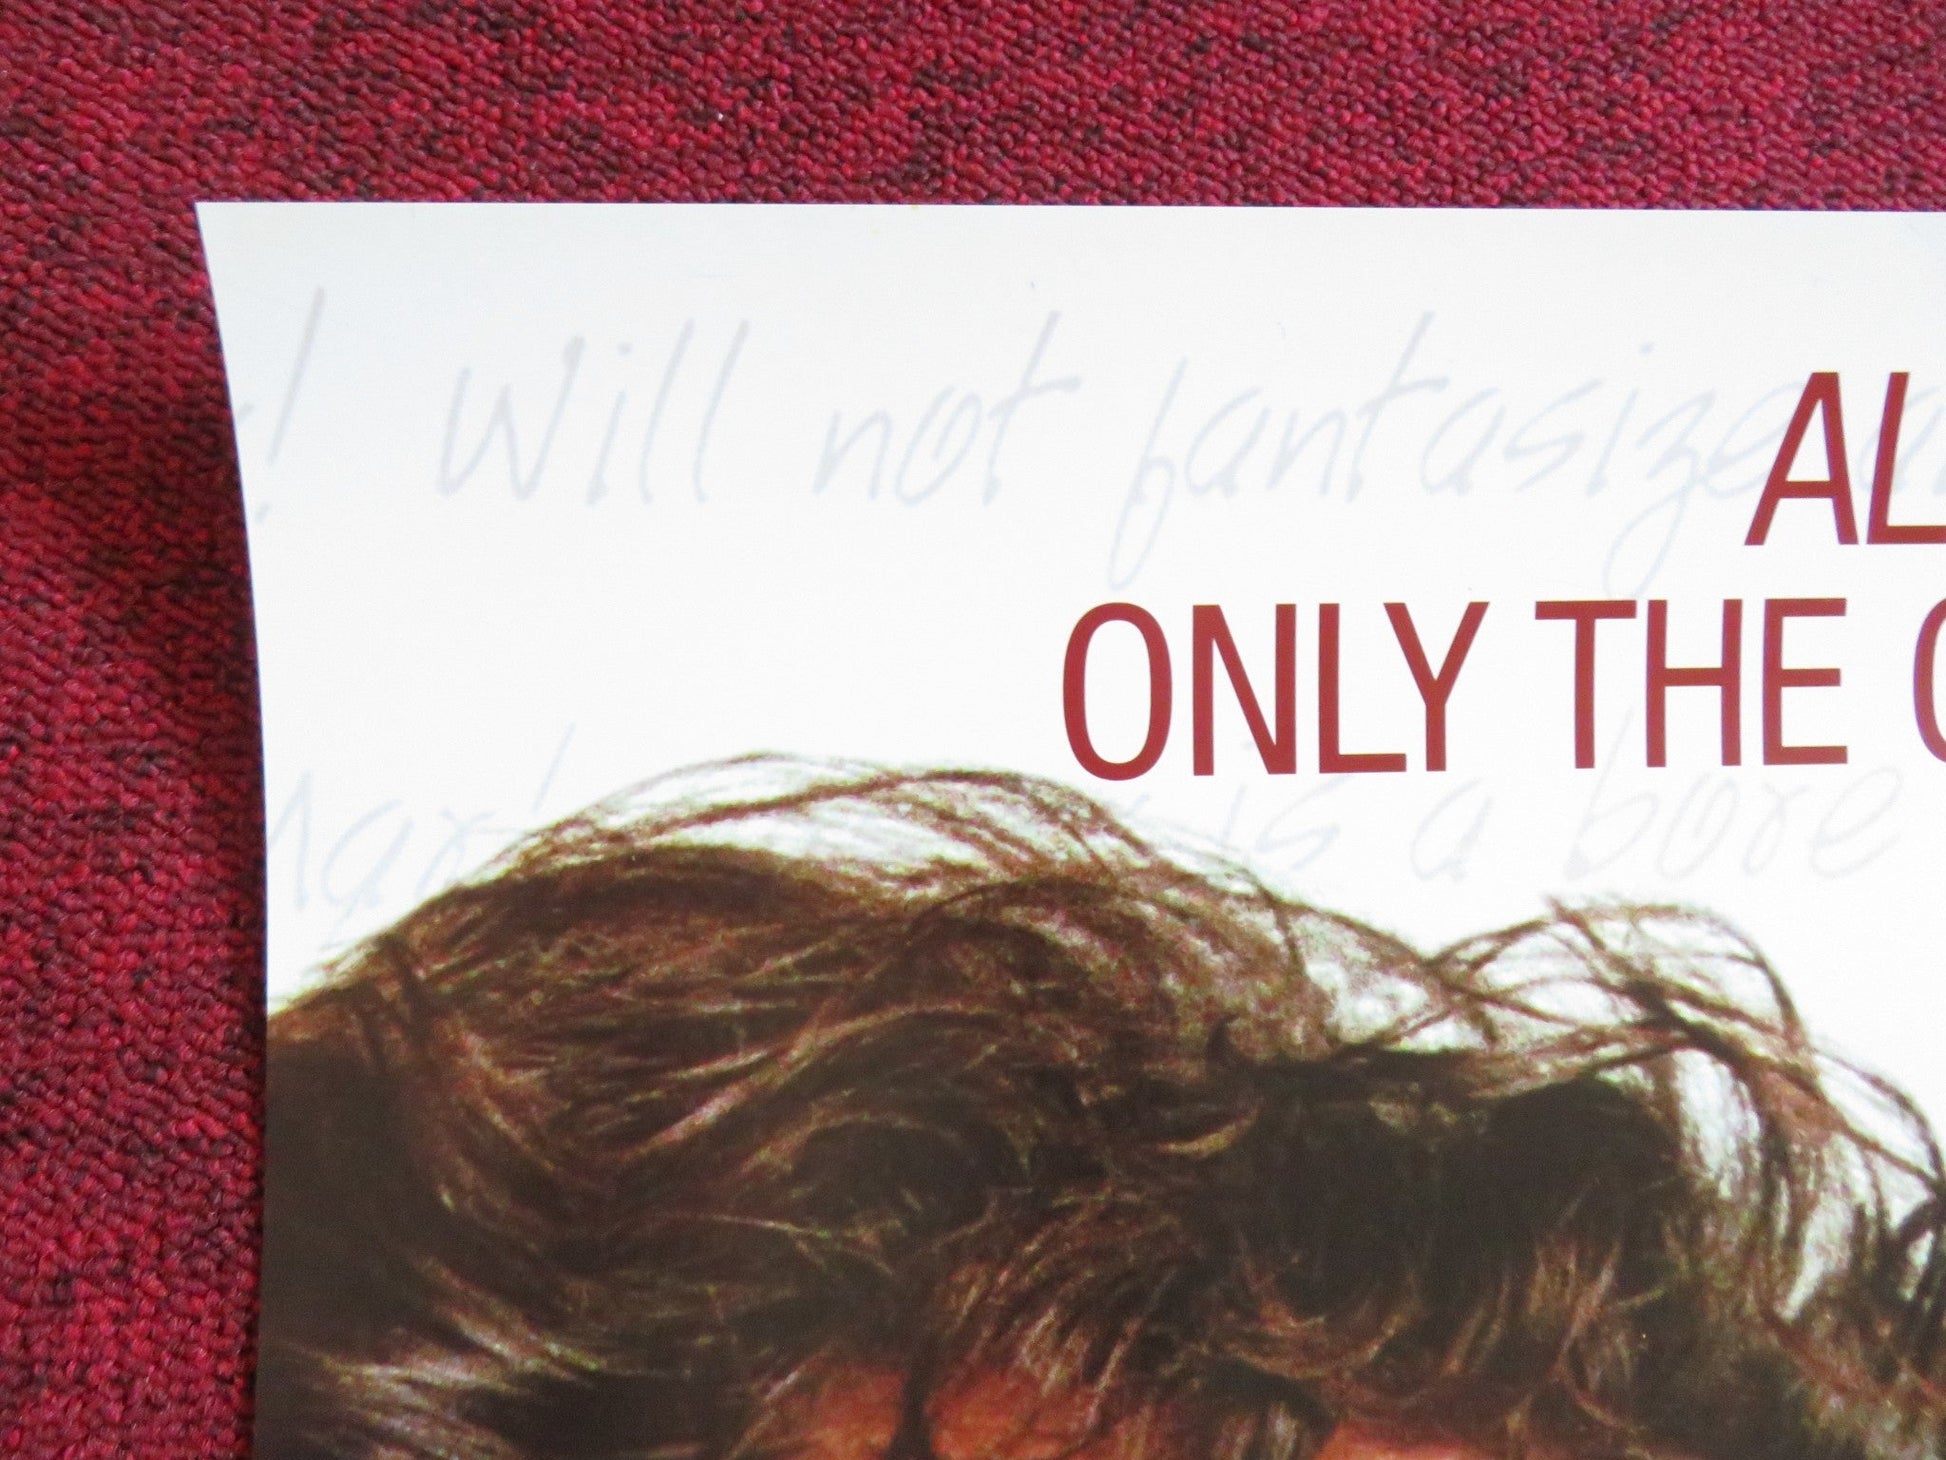 ! Will not fantasize a
AL
ONLY THE
is a bore